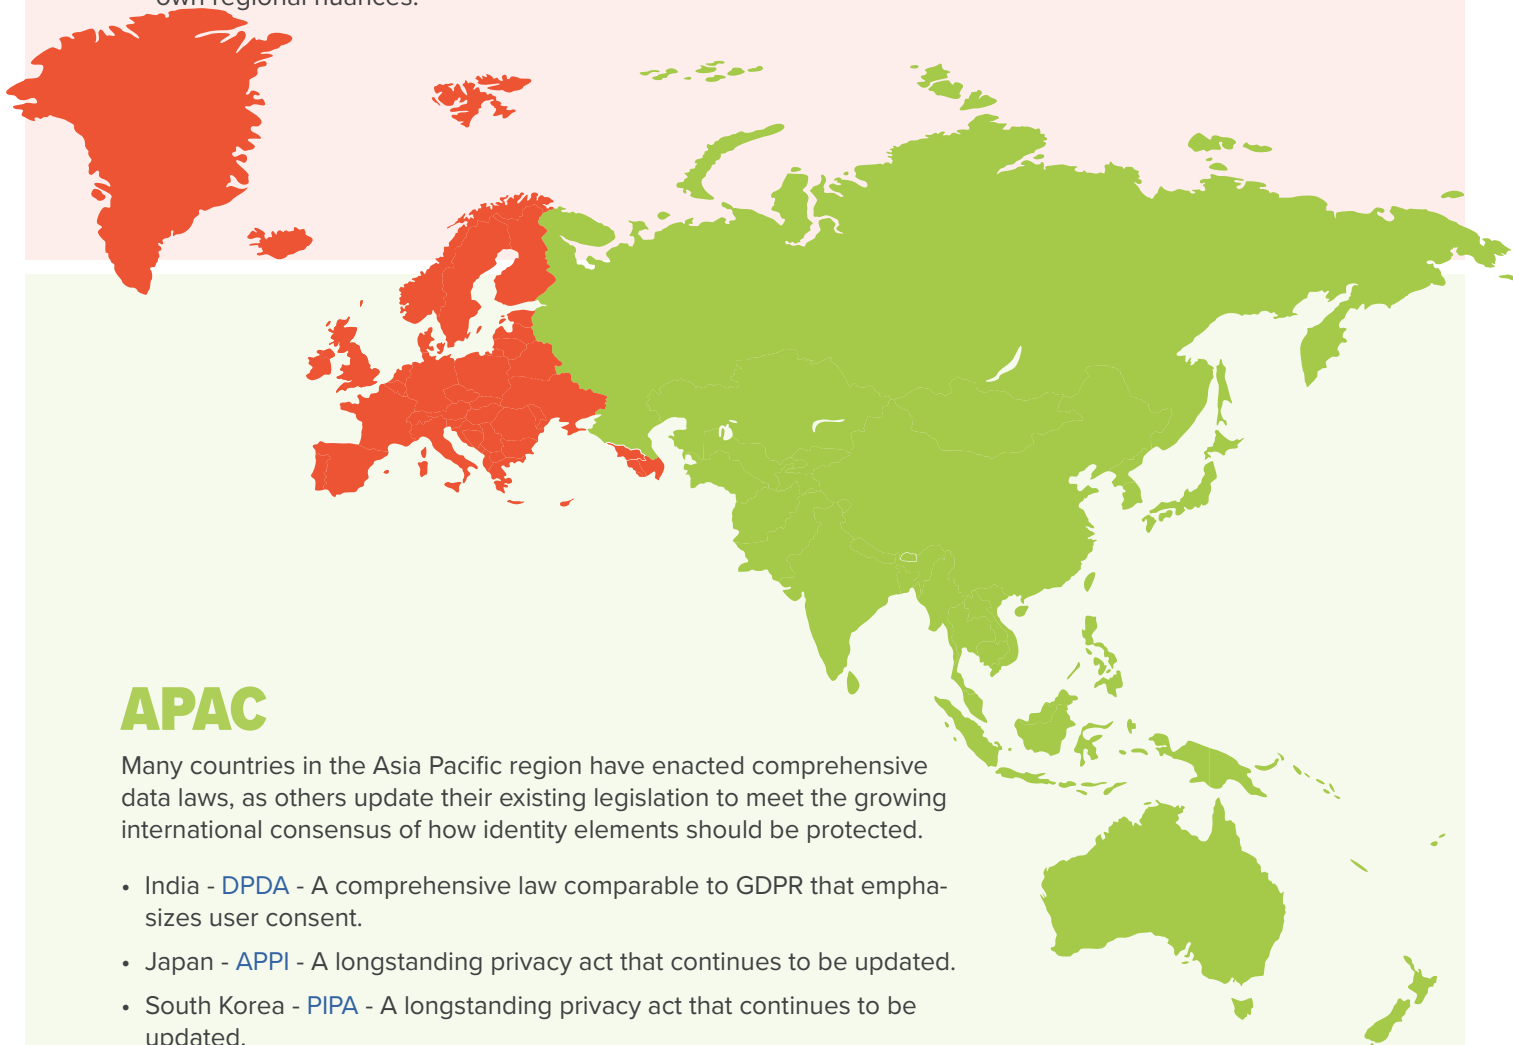 own regional nuances.
APAC
Many countries in the Asia Pacific region have enacted comprehensive
data laws, as others update their existing legislation to meet the growing
international consensus of how identity elements should be protected.
• India - DPDA - A comprehensive law comparable to GDPR that empha-
sizes user consent.
• Japan - APPI - A longstanding privacy act that continues to be updated.
• South Korea - PIPA - A longstanding privacy act that continues to be
updated.